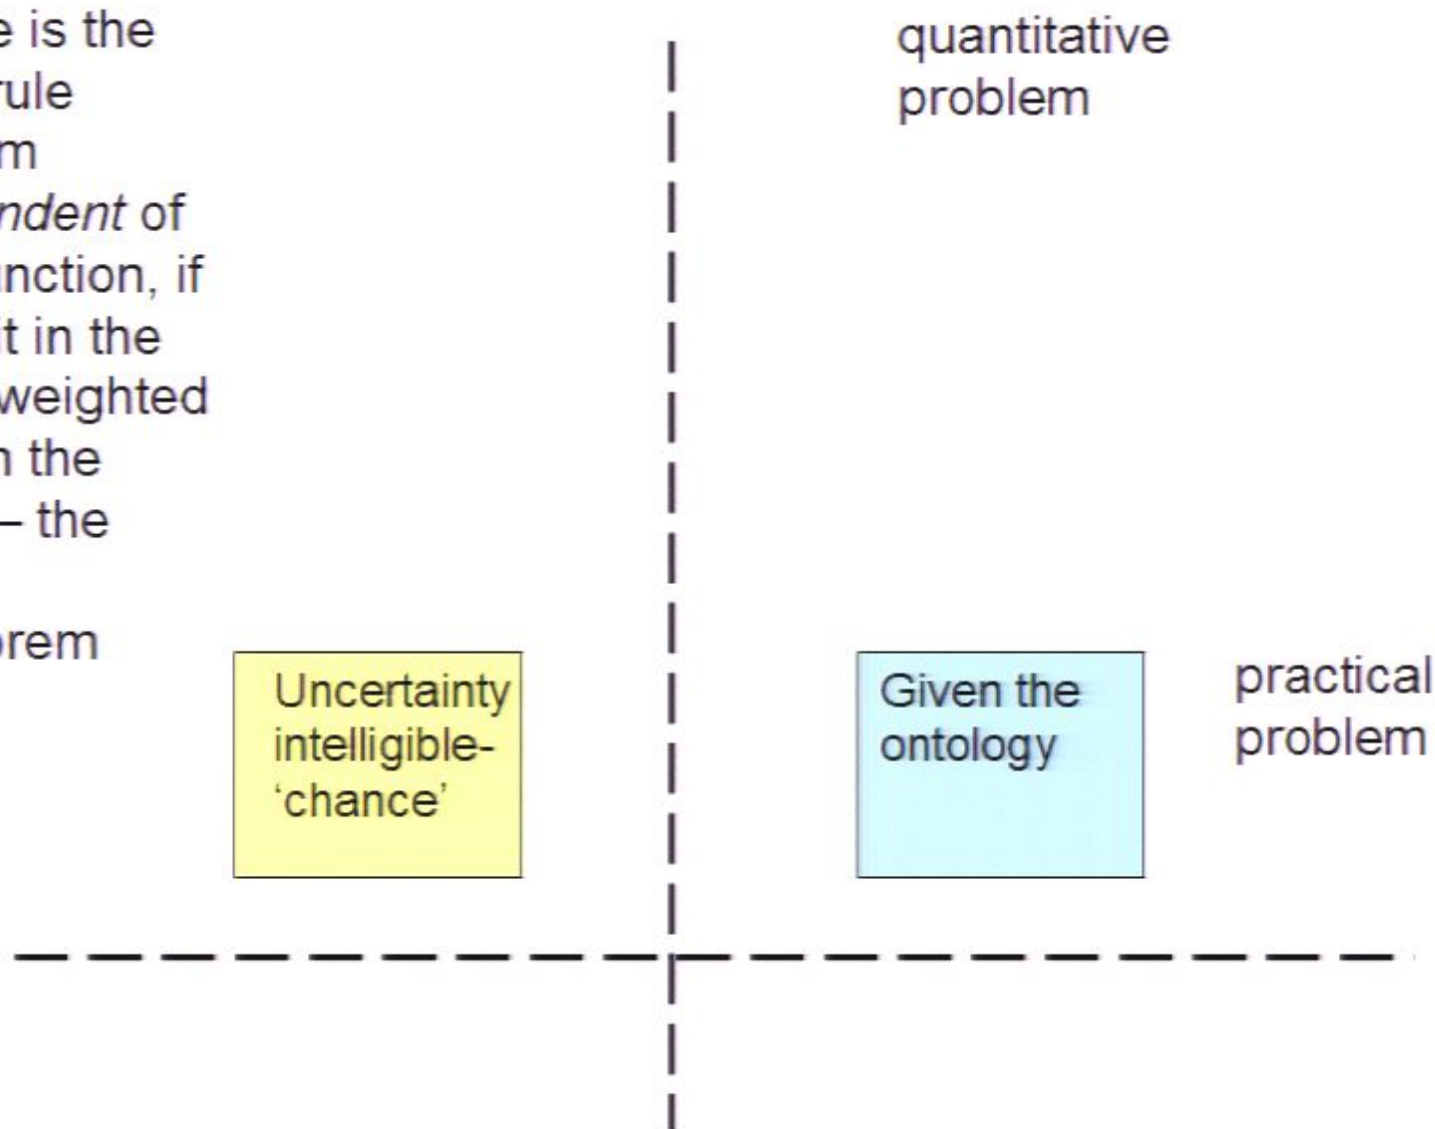 e is the
rule
m
ndent of
nction, if
it in the
weighted
n the
– the
orem
quantitative
problem
Uncertainty
intelligible-
‘chance’
Given the
ontology
practical
problem